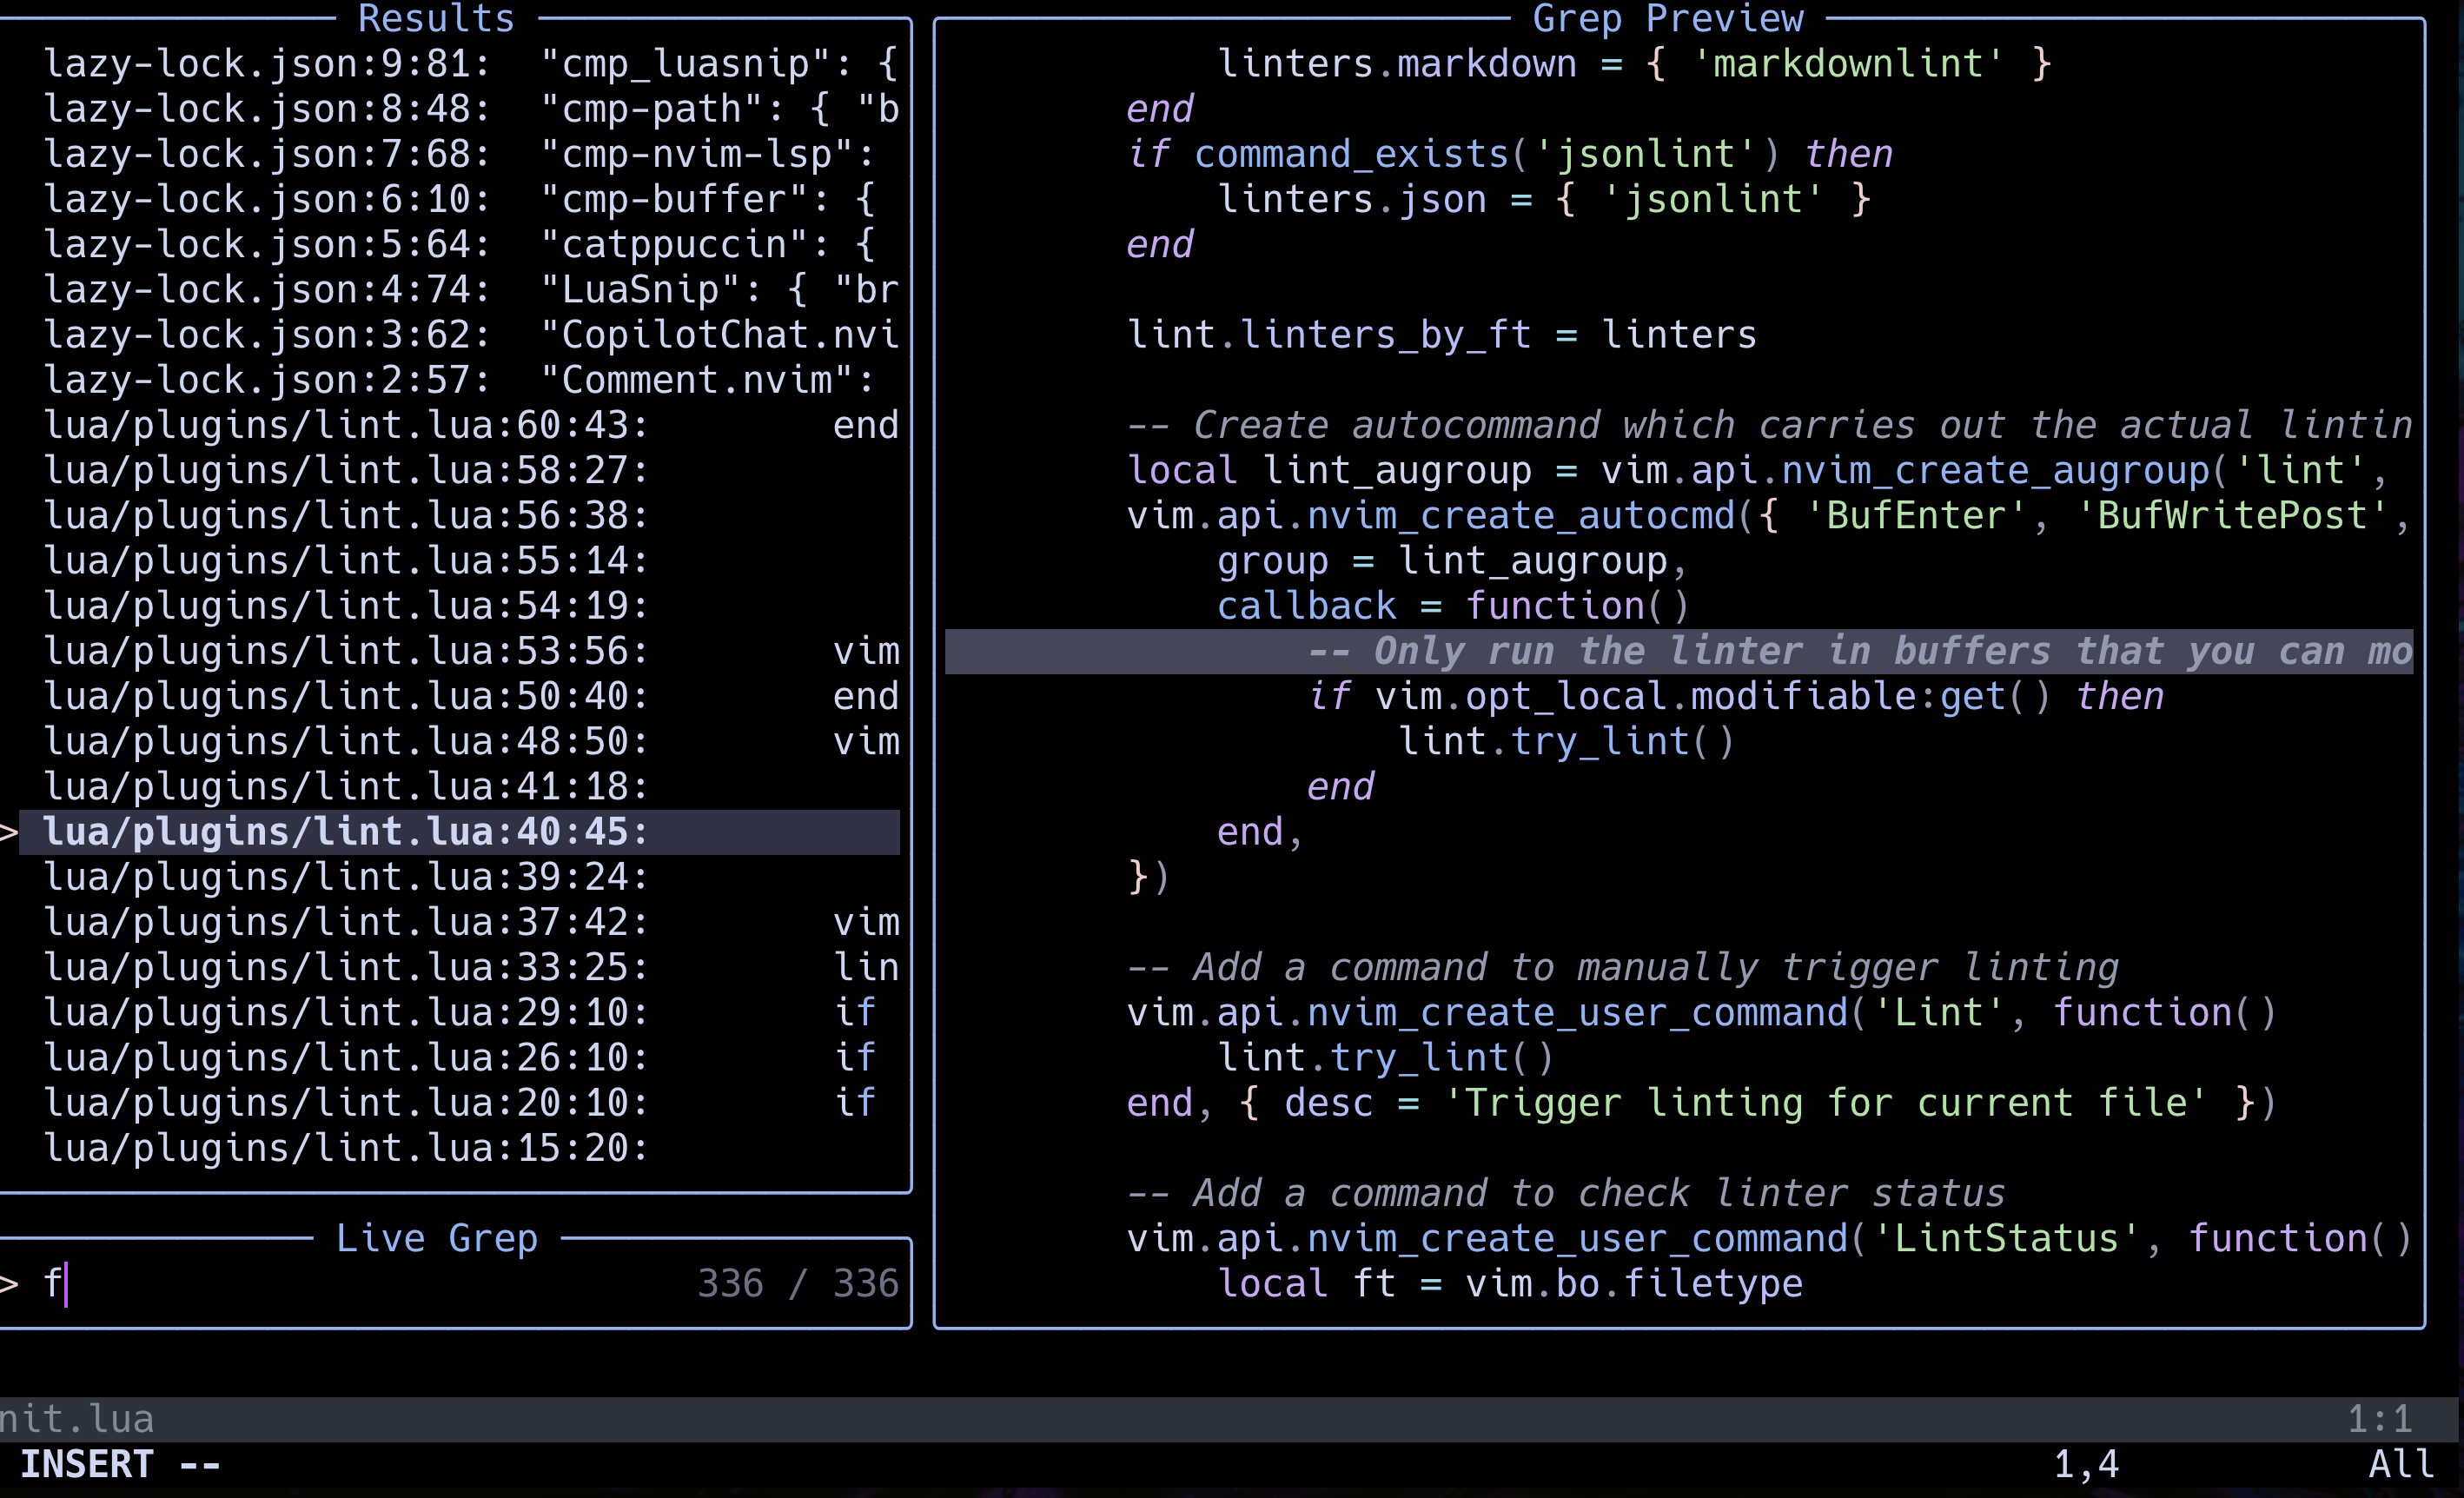 Results
lazy-lock.json:9:81:  "cmp_luasnip": {
lazy-lock.json:8:48:  "cmp-path": { "b
lazy-lock.json:7:68:  "cmp-nvim-lsp":
lazy-lock.json:6:10:  "cmp-buffer": {
lazy-lock.json:5:64:  "catppuccin": {
lazy-lock.json:4:74:  "LuaSnip": { "br
lazy-lock.json:3:62:  "CopilotChat.nvi
lazy-lock.json:2:57:  "Comment.nvim":
lua/plugins/lint.lua:60:43:        end
lua/plugins/lint.lua:58:27:
lua/plugins/lint.lua:56:38:
lua/plugins/lint.lua:55:14:
lua/plugins/lint.lua:54:19:
lua/plugins/lint.lua:53:56:        vim
lua/plugins/lint.lua:50:40:        end
lua/plugins/lint.lua:48:50:        vim
lua/plugins/lint.lua:41:18:
> lua/plugins/lint.lua:40:45:
lua/plugins/lint.lua:39:24:
lua/plugins/lint.lua:37:42:        vim
lua/plugins/lint.lua:33:25:        lin
lua/plugins/lint.lua:29:10:        if
lua/plugins/lint.lua:26:10:        if
lua/plugins/lint.lua:20:10:        if
lua/plugins/lint.lua:15:20:
Live Grep
> f 336 / 336
Grep Preview
            linters.markdown = { 'markdownlint' }
        end
        if command_exists('jsonlint') then
            linters.json = { 'jsonlint' }
        end
        lint.linters_by_ft = linters
        -- Create autocommand which carries out the actual lintin
        local lint_augroup = vim.api.nvim_create_augroup('lint',
        vim.api.nvim_create_autocmd({ 'BufEnter', 'BufWritePost',
            group = lint_augroup,
            callback = function()
                -- Only run the linter in buffers that you can mo
                if vim.opt_local.modifiable:get() then
                    lint.try_lint()
                end
            end,
        })
        -- Add a command to manually trigger linting
        vim.api.nvim_create_user_command('Lint', function()
            lint.try_lint()
        end, { desc = 'Trigger linting for current file' })
        -- Add a command to check linter status
        vim.api.nvim_create_user_command('LintStatus', function()
            local ft = vim.bo.filetype
nit.lua 1:1
INSERT -- 1,4 All